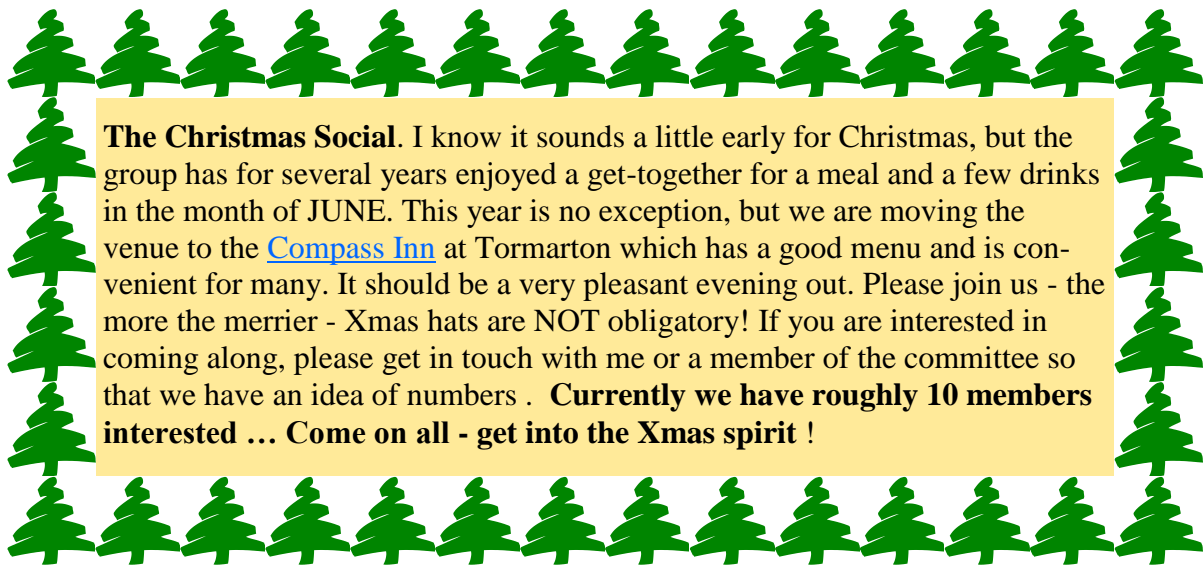 The Christmas Social. I know it sounds a little early for Christmas, but the
group has for several years enjoyed a get-together for a meal and a few drinks
in the month of JUNE. This year is no exception, but we are moving the
venue to the Compass Inn at Tormarton which has a good menu and is con-
venient for many. It should be a very pleasant evening out. Please join us - the
more the merrier - Xmas hats are NOT obligatory! If you are interested in
coming along, please get in touch with me or a member of the committee so
that we have an idea of numbers .  Currently we have roughly 10 members
interested … Come on all - get into the Xmas spirit !